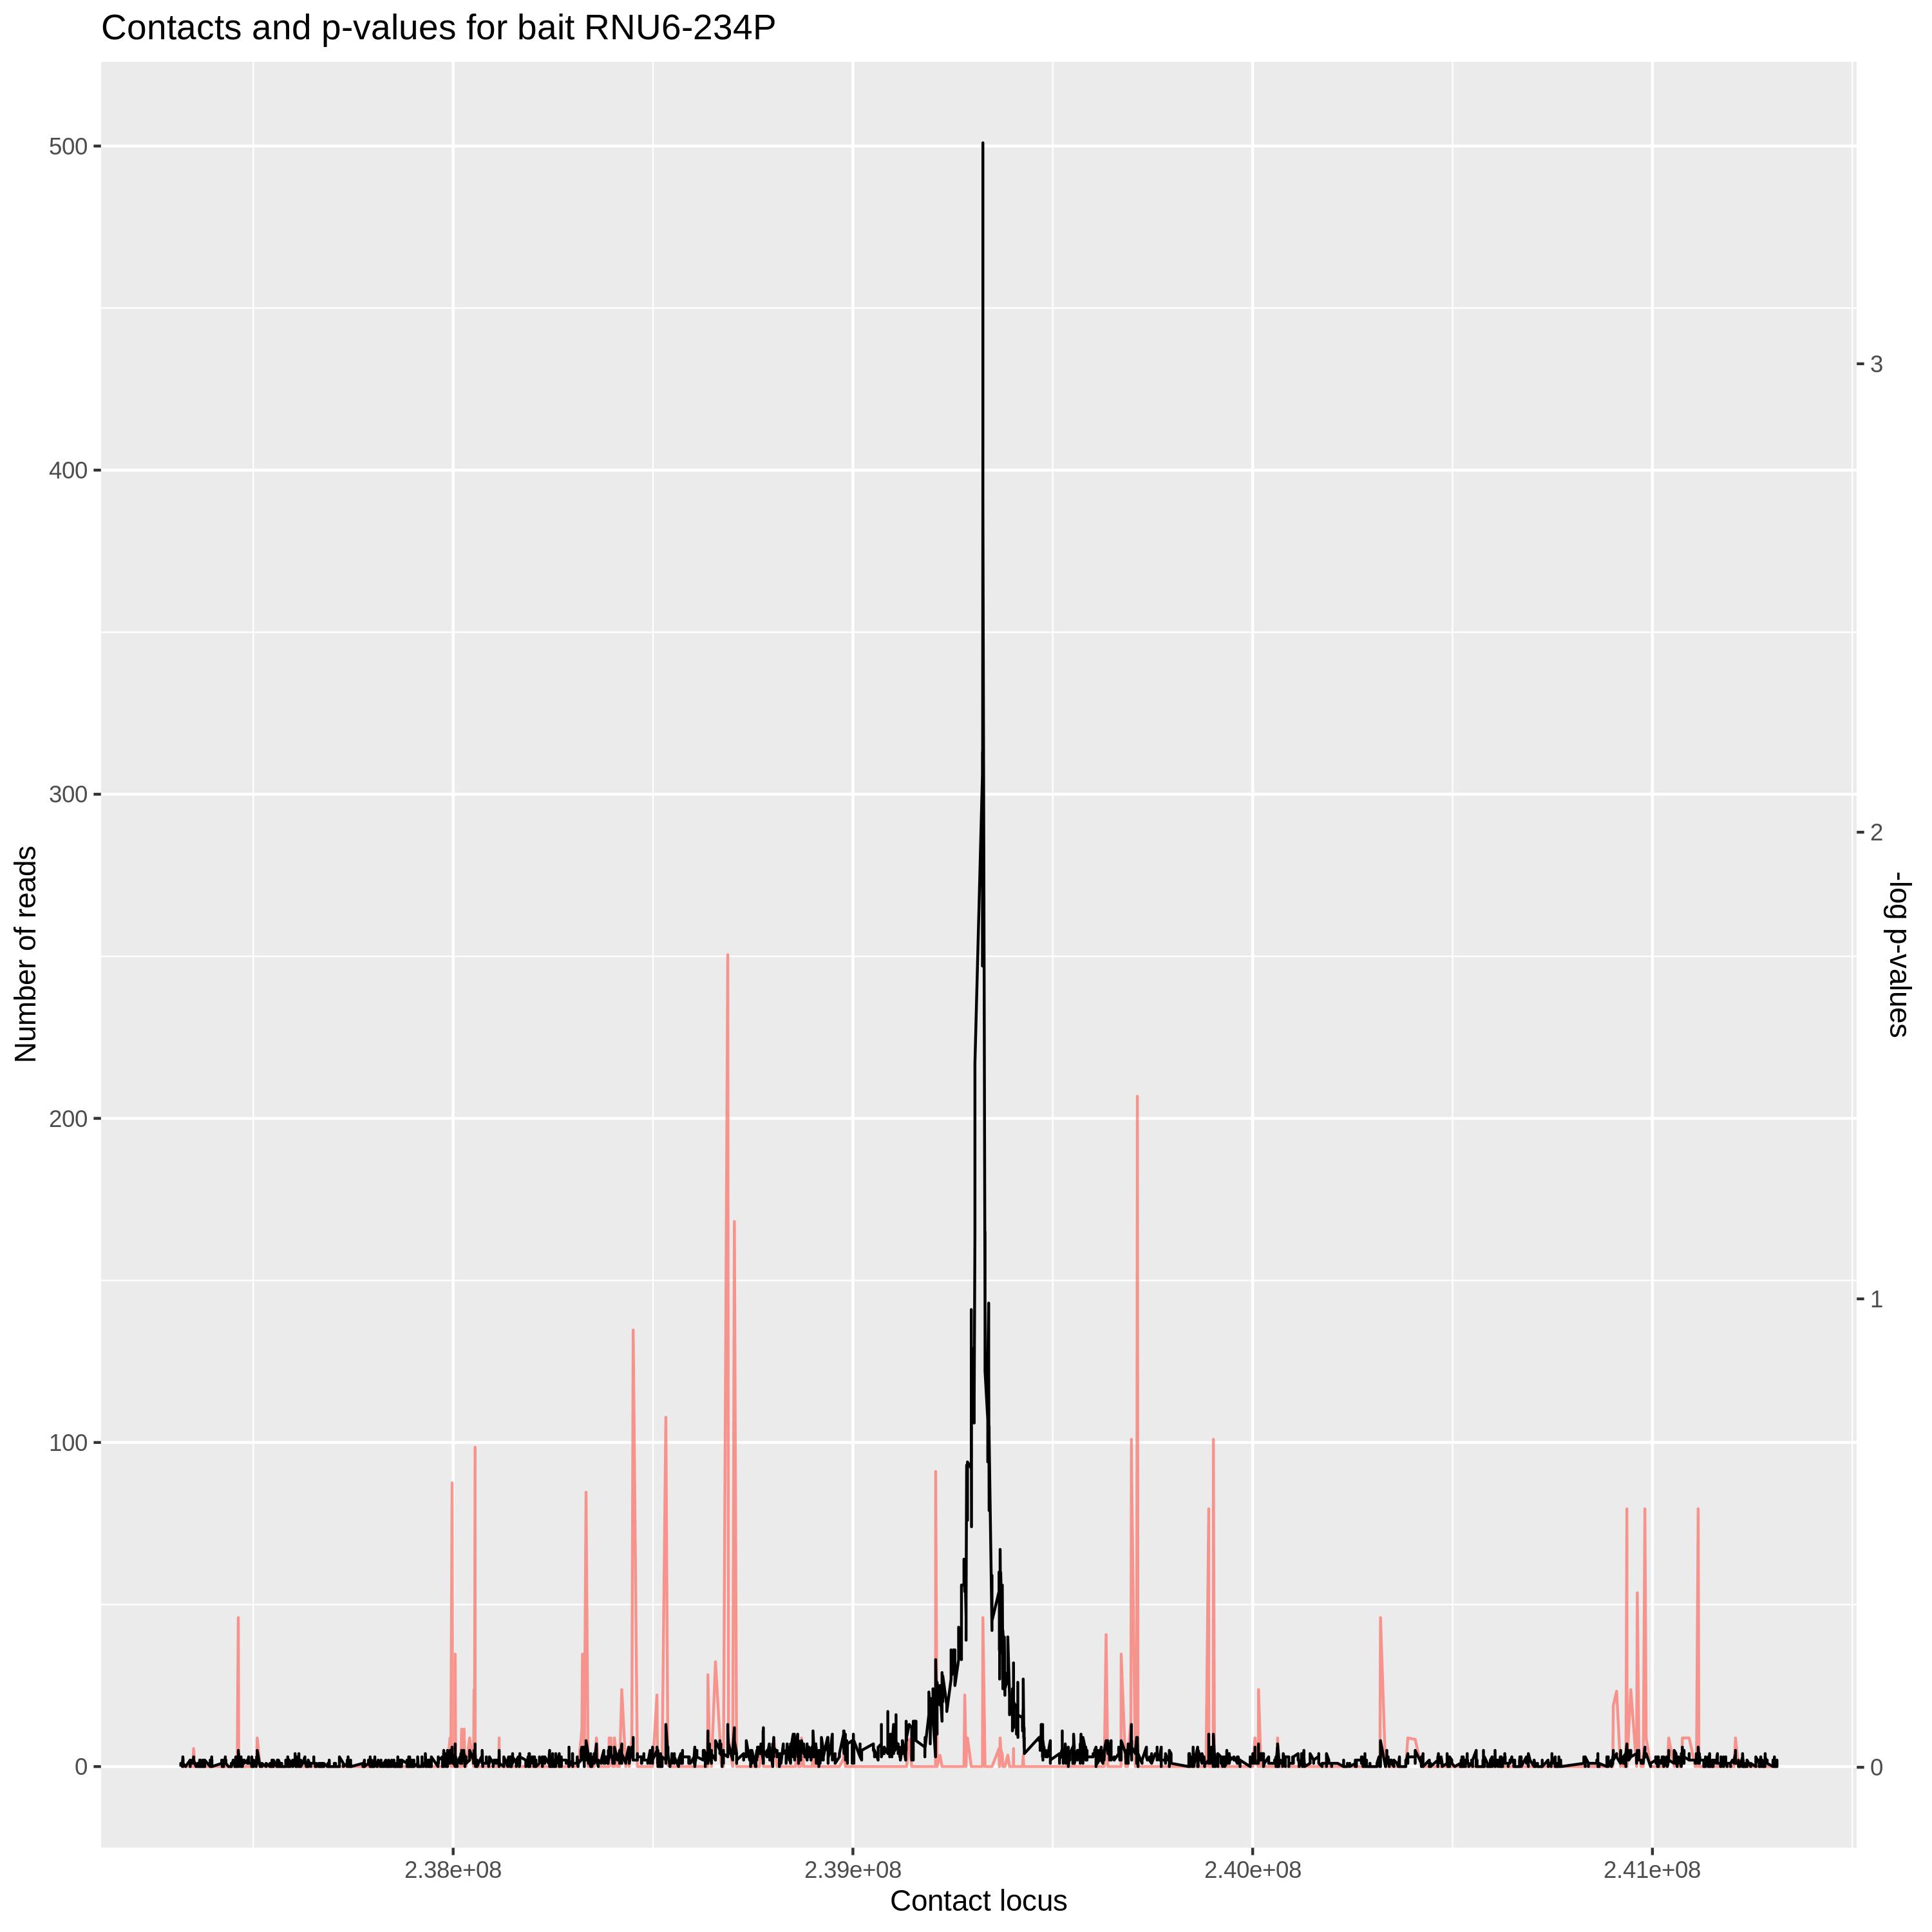 Contacts and p-values for bait RNU6-234P
500
400
300
200
100
0
Number of reads
3
2
1
0
-log p-values
2.38e+08
2.39e+08
2.40e+08
2.41e+08
Contact locus